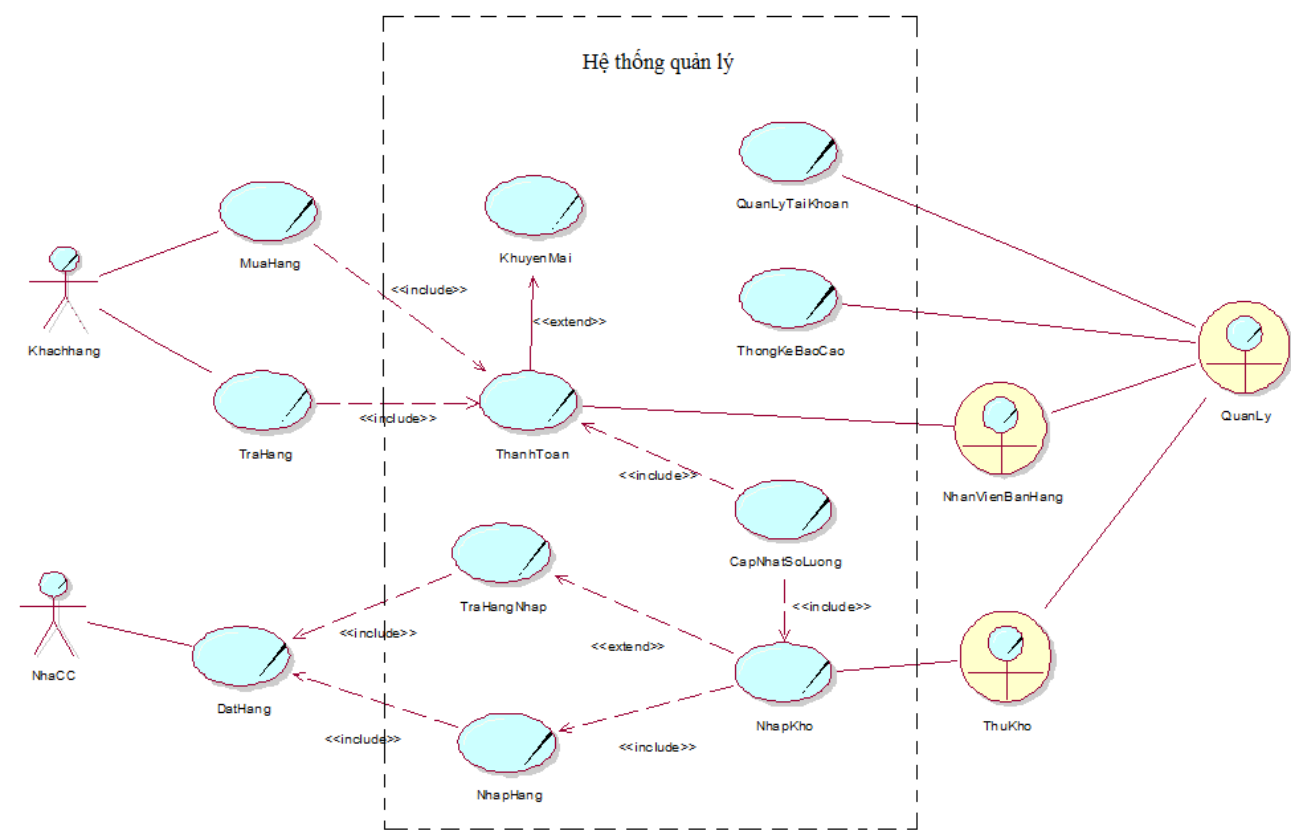 Hệ thống quản lý
QuanLyTaiKhoan
MuaHang
KhuyenMai
<<include>>
<<extend>>
Khachhang
ThongKeBaoCao
<<include>>
QuanLy
TraHang
ThanhToan
<<include>>
NhanVienBanHang
CapNhatSoLuong
TraHangNhap
<<include>>
<<include>>
<<extend>>
NhaCC
DatHang
NhapKho
ThuKho
<<include>>
<<include>>
NhapHang